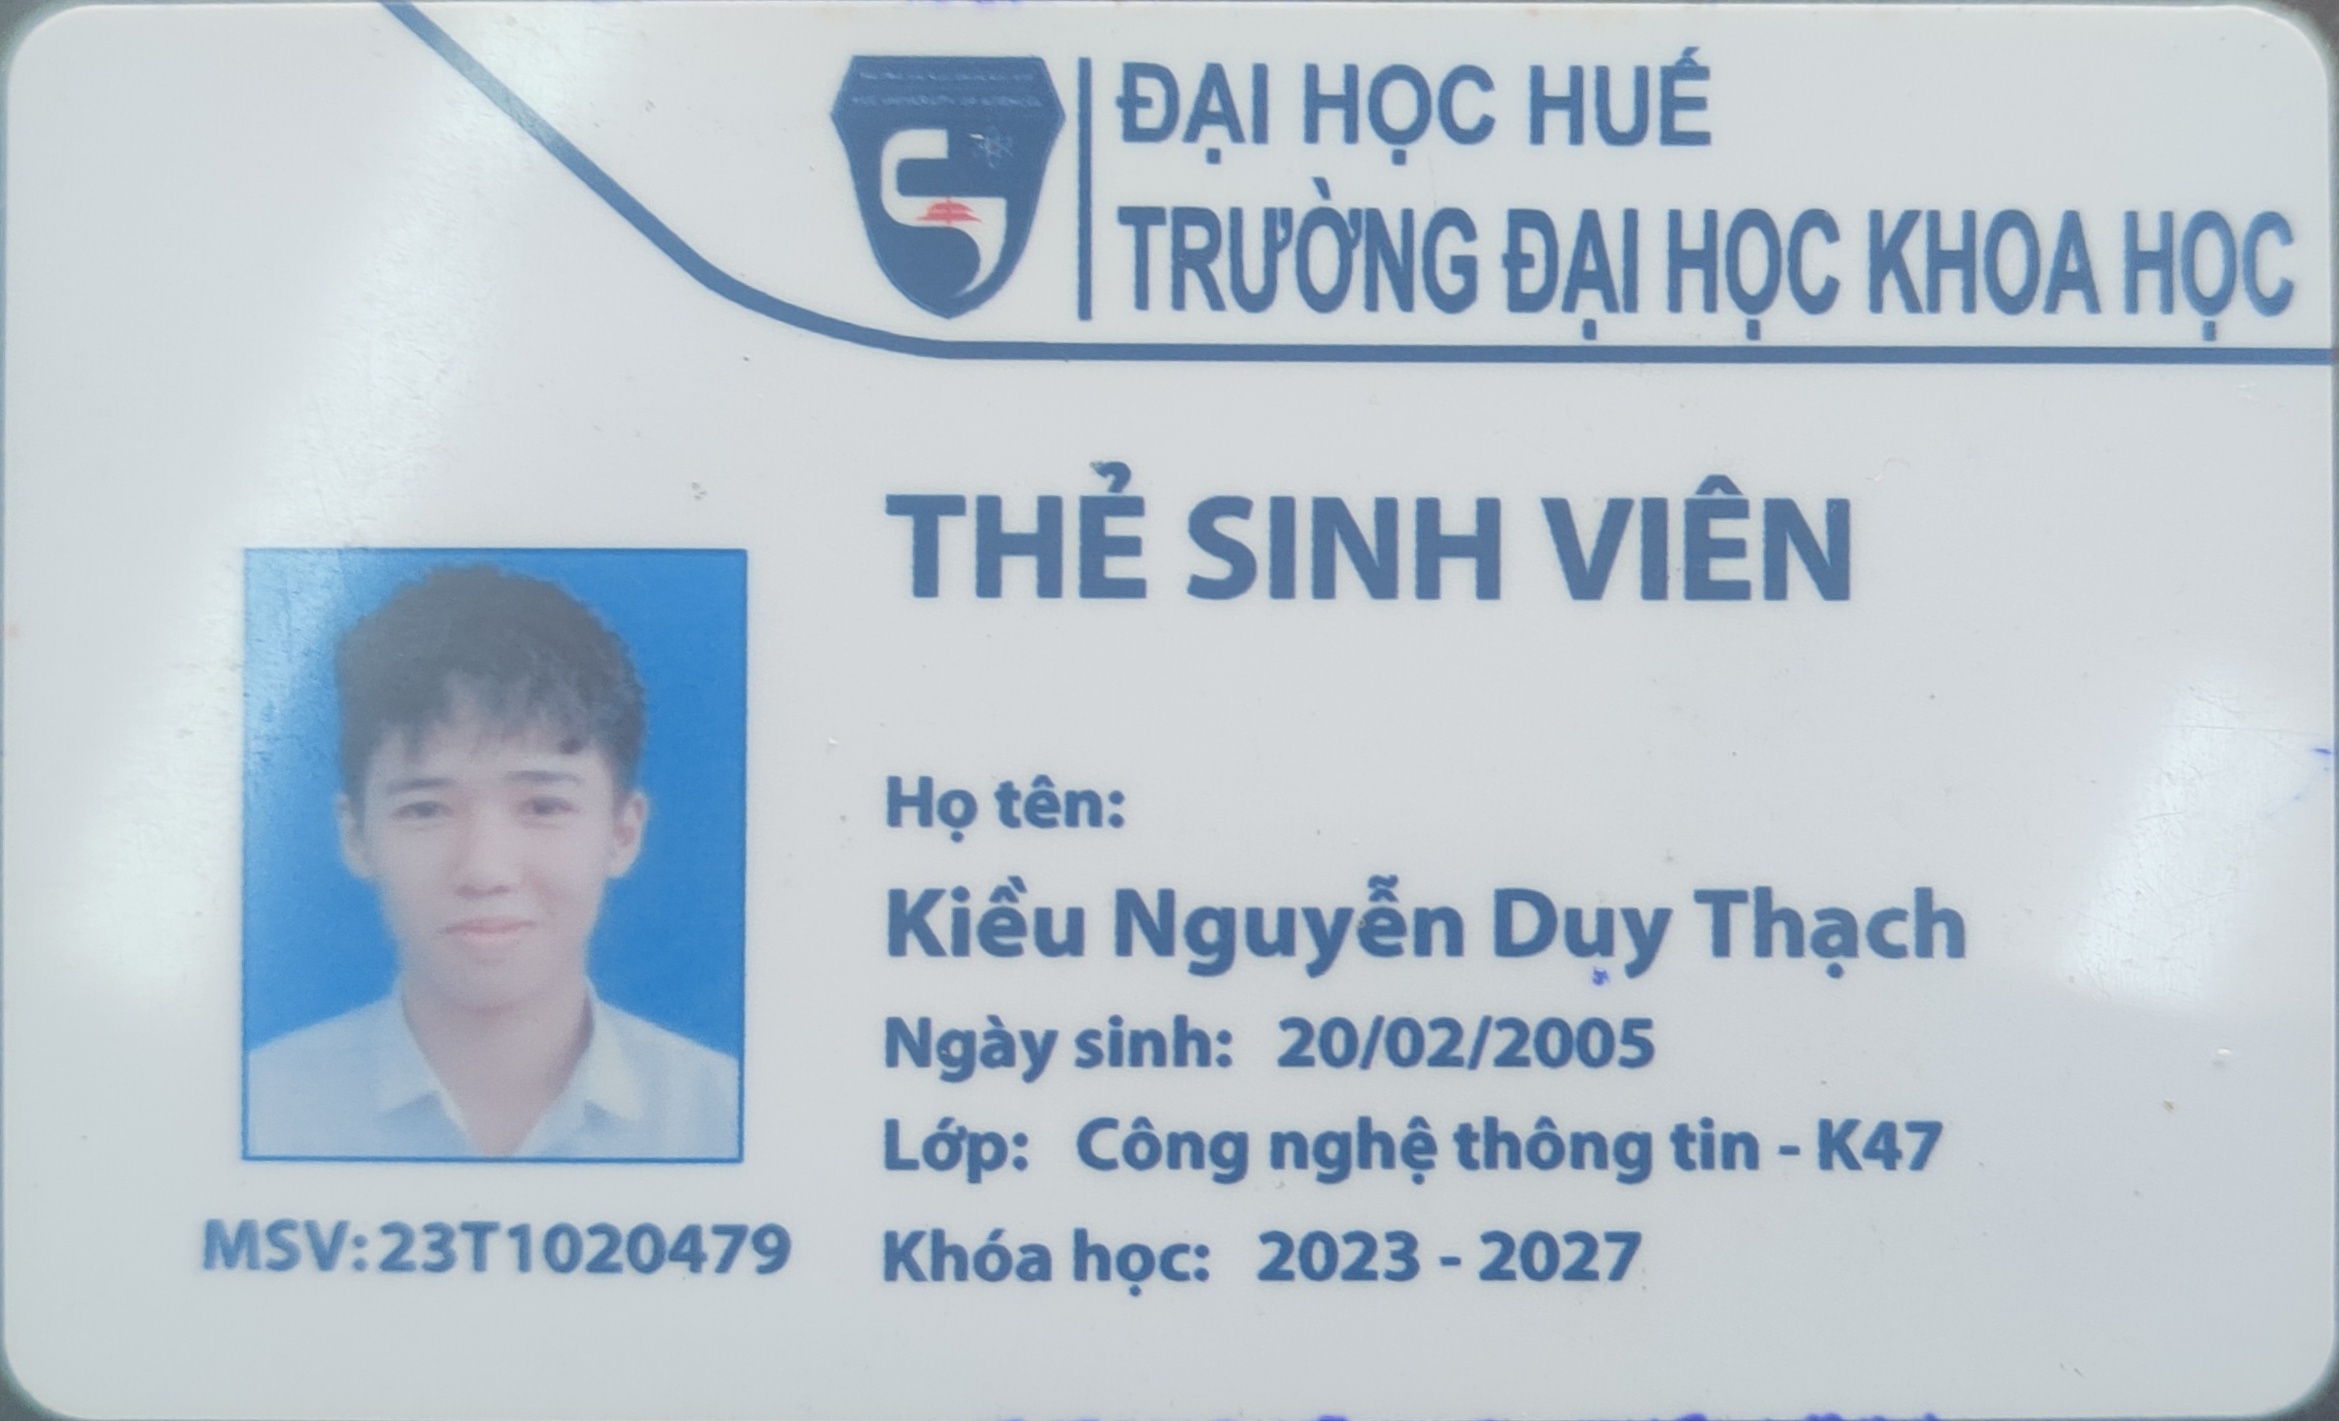 ĐẠI HỌC HUẾ
TRƯỜNG ĐẠI HỌC KHOA HỌC
THẺ SINH VIÊN
Họ tên:
Kiều Nguyễn Duy Thạch
Ngày sinh: 20/02/2005
Lớp: Công nghệ thông tin - K47
Khóa học: 2023 - 2027
MSV:23T1020479